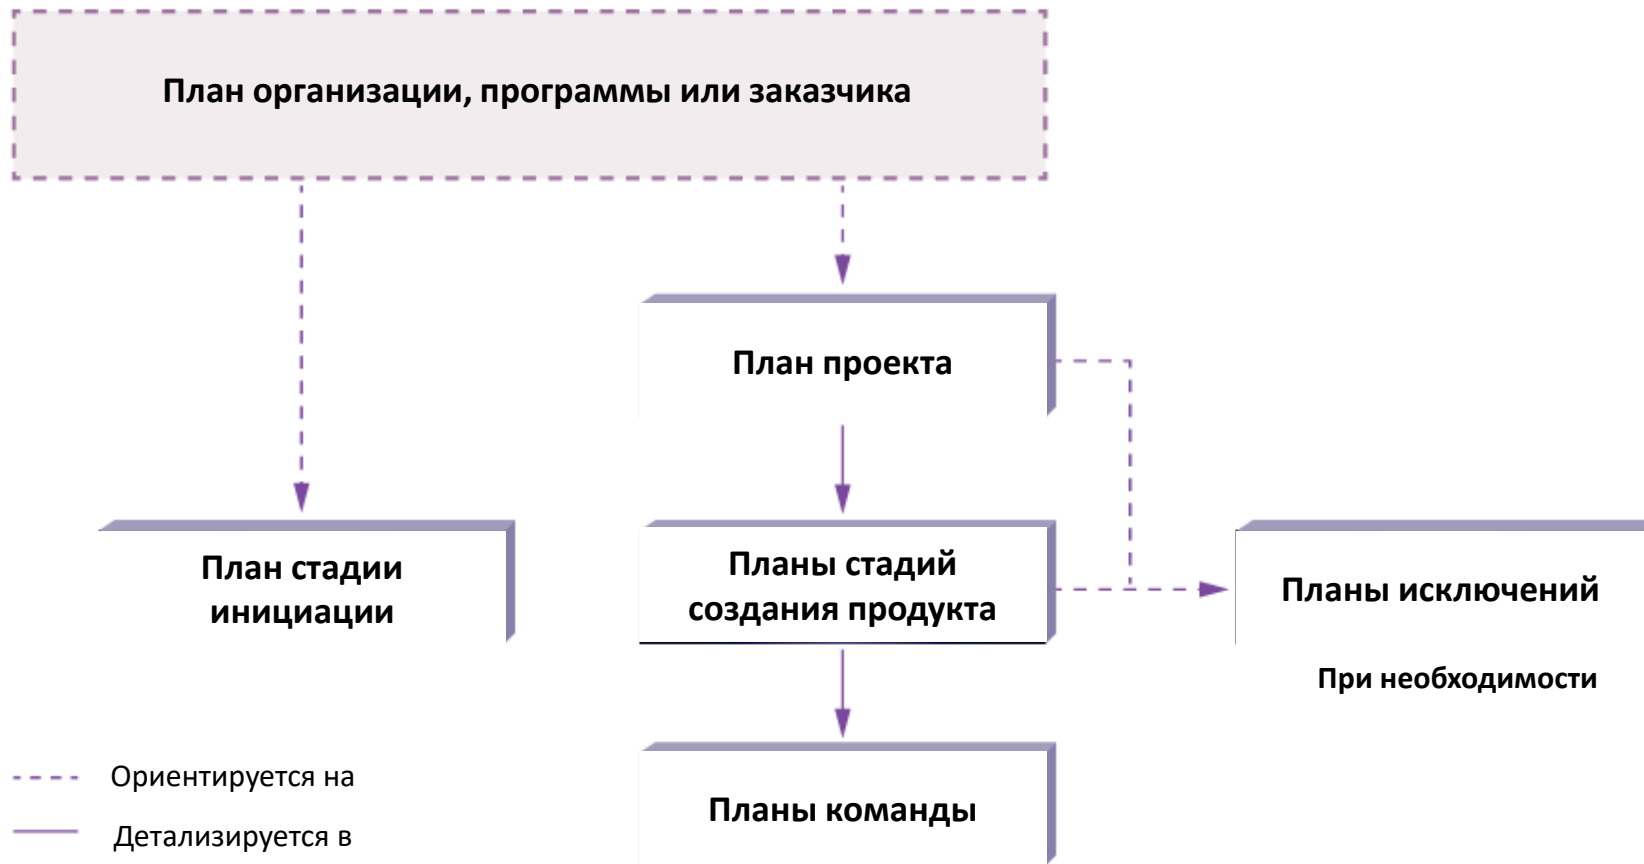 План организации, программы или заказчика
План проекта
План стадии
инициации
Планы стадий
создания продукта
Планы исключений
При необходимости
Планы команды
Ориентируется на
Детализируется в